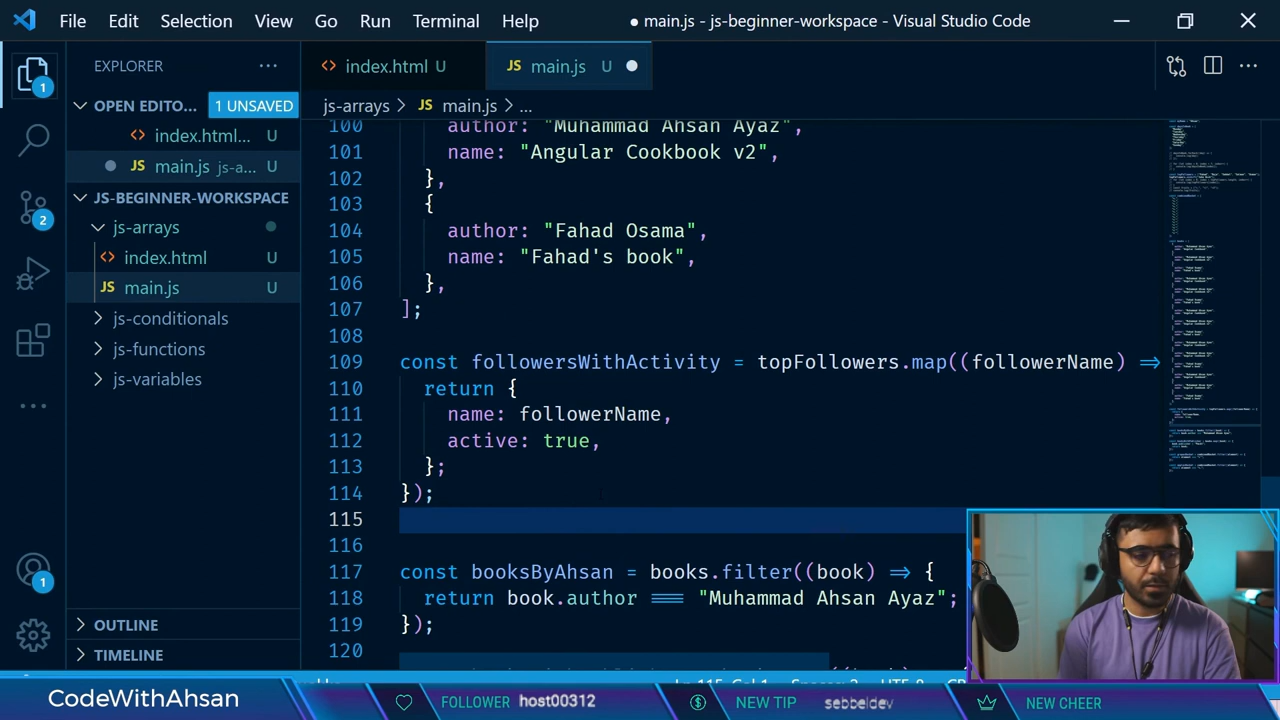 File Edit Selection View Go Run Terminal Help
● main.js - js-beginner-workspace - Visual Studio Code
EXPLORER
OPEN EDITO... 1 UNSAVED
index.html... U
main.js js-a... U
JS-BEGINNER-WORKSPACE
js-arrays
index.html U
main.js U
js-conditionals
js-functions
js-variables
OUTLINE
TIMELINE
1
2
1
index.html U
main.js U
js-arrays > JS main.js > ...
100 author: "Muhammad Ahsan Ayaz",
101 name: "Angular Cookbook v2",
102 },
103 {
104 author: "Fahad Osama",
105 name: "Fahad's book",
106 },
107 ];
108
109 const followersWithActivity = topFollowers.map((followerName) =>
110 return {
111 name: followerName,
112 active: true,
113 };
114 });
115
116
117 const booksByAhsan = books.filter((book) => {
118 return book.author === "Muhammad Ahsan Ayaz";
119 });
120
CodeWithAhsan
FOLLOWER host00312
NEW TIP sebbeldev
NEW CHEER